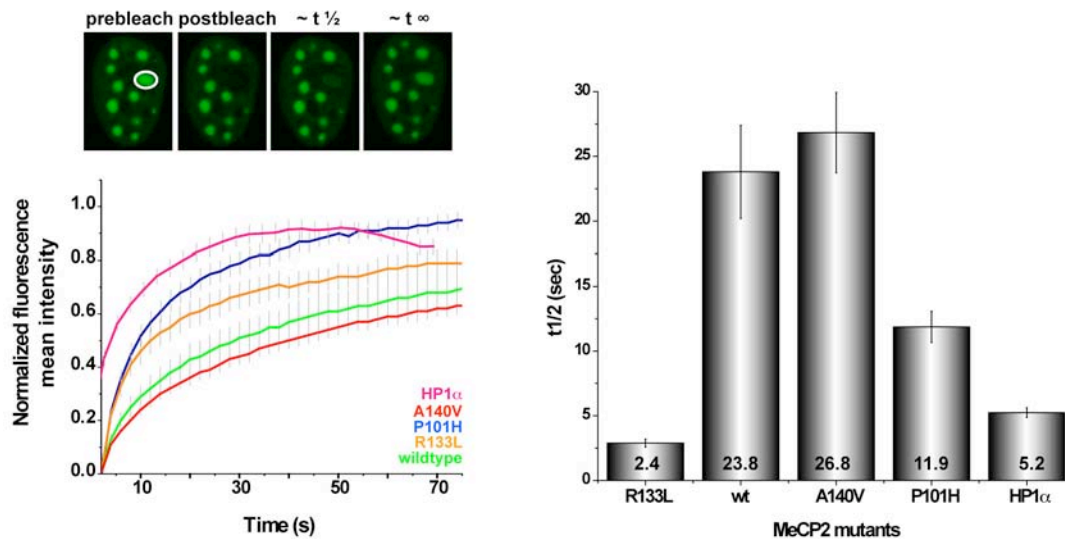 prebleach postbleach ~ t ½ ~ t ∞
Normalized fluorescence
mean intensity
1.0
0.8
0.6
0.4
0.2
0.0
HP1α
A140V
P101H
R133L
wildtype
10 30 50 70
Time (s)
t1/2 (sec)
30
25
20
15
10
5
0
2.4 23.8 26.8 11.9 5.2
R133L wt A140V P101H HP1α
MeCP2 mutants